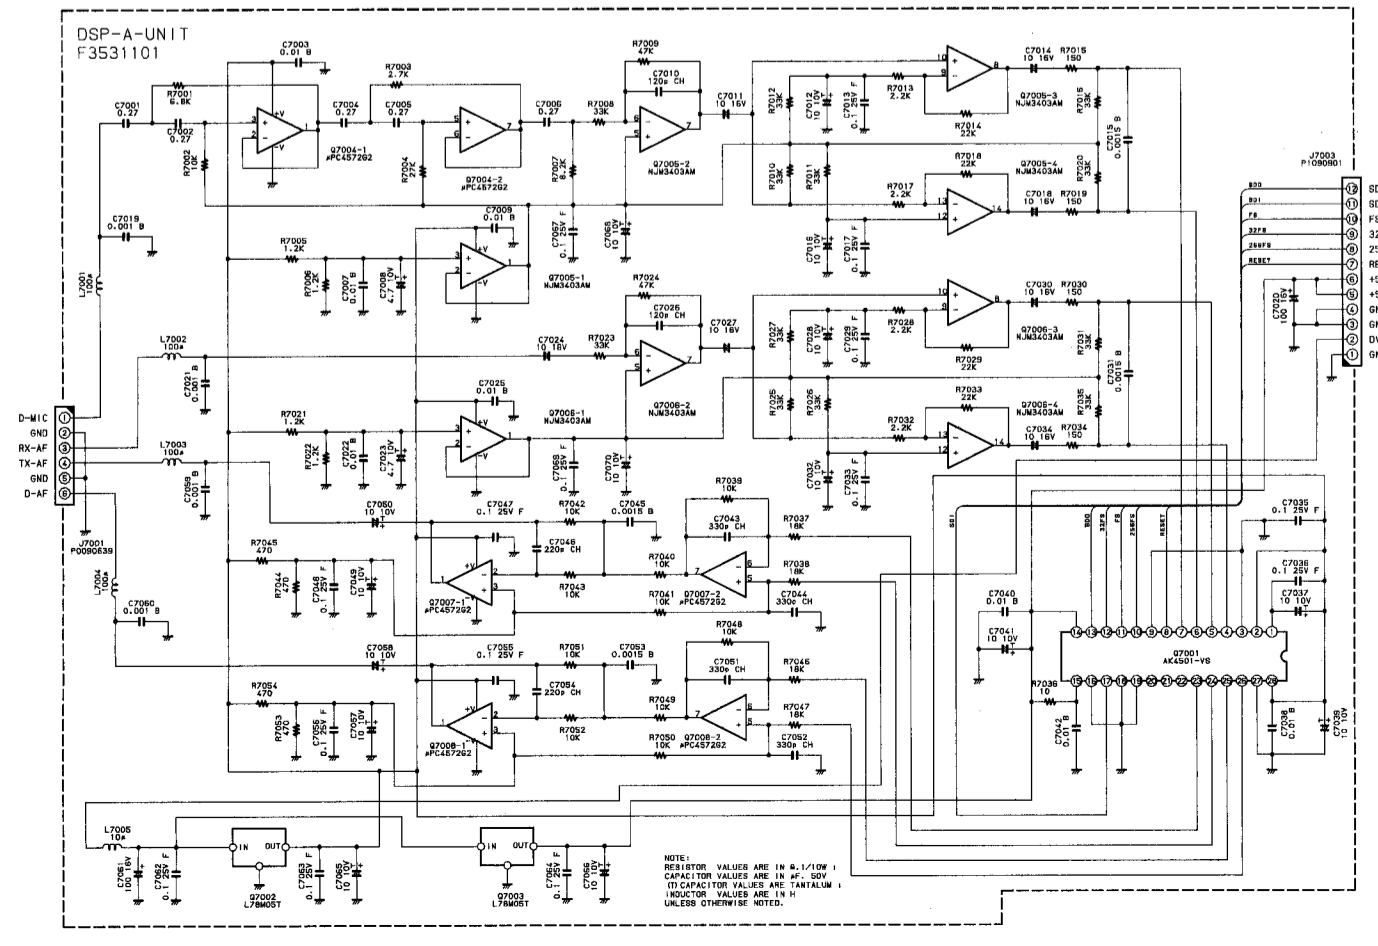 DSP-A-UNIT
F3531101
C7003
0.01 B
R7001
6.8K
C7001
0.27
C7002
0.27
R7002
10K
Q7004-1
µPC4572G2
R7003
2.7K
C7004
0.27
C7005
0.27
R7004
27K
Q7004-2
µPC4572G2
C7006
0.27
R7008
33K
R7007
8.2K
R7009
47K
C7010
120p CH
Q7005-2
NJM3403AM
C7011
10 16V
R7012
33K
C7012
10 10V
C7013
0.1 25V F
R7013
2.2K
Q7005-3
NJM3403AM
R7014
22K
C7014
10 16V
R7015
150
R7016
33K
C7015
0.0015 B
R7010
33K
R7011
33K
R7017
2.2K
R7018
22K
Q7005-4
NJM3403AM
C7018
10 16V
R7019
150
R7020
33K
C7016
10 10V
C7017
0.1 25V F
C7019
0.001 B
L7001
100µ
R7005
1.2K
R7006
1.2K
C7007
0.01 B
C7008
4.7 10V
C7009
0.01 B
Q7005-1
NJM3403AM
C7067
0.1 25V F
C7068
10 10V
R7024
47K
C7026
120p CH
C7024
10 16V
R7023
33K
Q7006-2
NJM3403AM
C7027
10 16V
R7027
33K
C7028
10 10V
C7029
0.1 25V F
R7028
2.2K
Q7006-3
NJM3403AM
R7029
22K
C7030
10 16V
R7030
150
R7031
33K
C7031
0.0015 B
R7025
33K
R7026
33K
R7032
2.2K
R7033
22K
Q7006-4
NJM3403AM
C7034
10 16V
R7034
150
R7035
33K
C7032
10 10V
C7033
0.1 25V F
L7002
100µ
C7021
0.001 B
R7021
1.2K
R7022
1.2K
C7022
0.01 B
C7023
4.7 10V
C7025
0.01 B
Q7006-1
NJM3403AM
C7069
0.1 25V F
C7070
10 10V
D-MIC
GND
RX-AF
TX-AF
GND
D-AF
J7001
P0090639
L7003
100µ
C7059
0.001 B
L7004
100µ
C7060
0.001 B
C7050
10 10V
C7047
0.1 25V F
R7042
10K
C7045
0.0015 B
C7046
220p CH
R7043
10K
R7045
470
R7044
470
C7048
0.1 25V F
C7049
10 10V
Q7007-1
µPC4572G2
R7040
10K
R7041
10K
R7039
10K
C7043
330p CH
Q7007-2
µPC4572G2
R7037
18K
R7038
18K
C7044
330p CH
C7058
10 10V
C7055
0.1 25V F
R7051
10K
C7053
0.0015 B
C7054
220p CH
R7052
10K
R7054
470
R7053
470
C7056
0.1 25V F
C7057
10 10V
Q7008-1
µPC4572G2
R7049
10K
R7050
10K
R7048
10K
C7051
330p CH
Q7008-2
µPC4572G2
R7046
18K
R7047
18K
C7052
330p CH
J7003
P1090901
SDO
SDI
FS
32FS
256FS
RESET
C7020
100 16V
SDI
SDO
32FS
FS
256FS
RESET
C7035
0.1 25V F
C7036
0.1 25V F
C7037
10 10V
C7040
0.01 B
C7041
10 10V
Q7001
AK4501-VS
R7036
10
C7042
0.01 B
C7038
0.01 B
C7039
10 10V
L7005
10µ
C7061
100 16V
C7062
0.1 25V F
IN OUT
Q7002
L78M05T
C7063
0.1 25V F
C7065
10 10V
IN OUT
Q7003
L78M05T
C7064
0.1 25V F
C7066
10 10V
NOTE:
RESISTOR VALUES ARE IN Ω,1/10W ;
CAPACITOR VALUES ARE IN µF, 50V
(T) CAPACITOR VALUES ARE TANTALUM ;
INDUCTOR VALUES ARE IN H
UNLESS OTHERWISE NOTED.